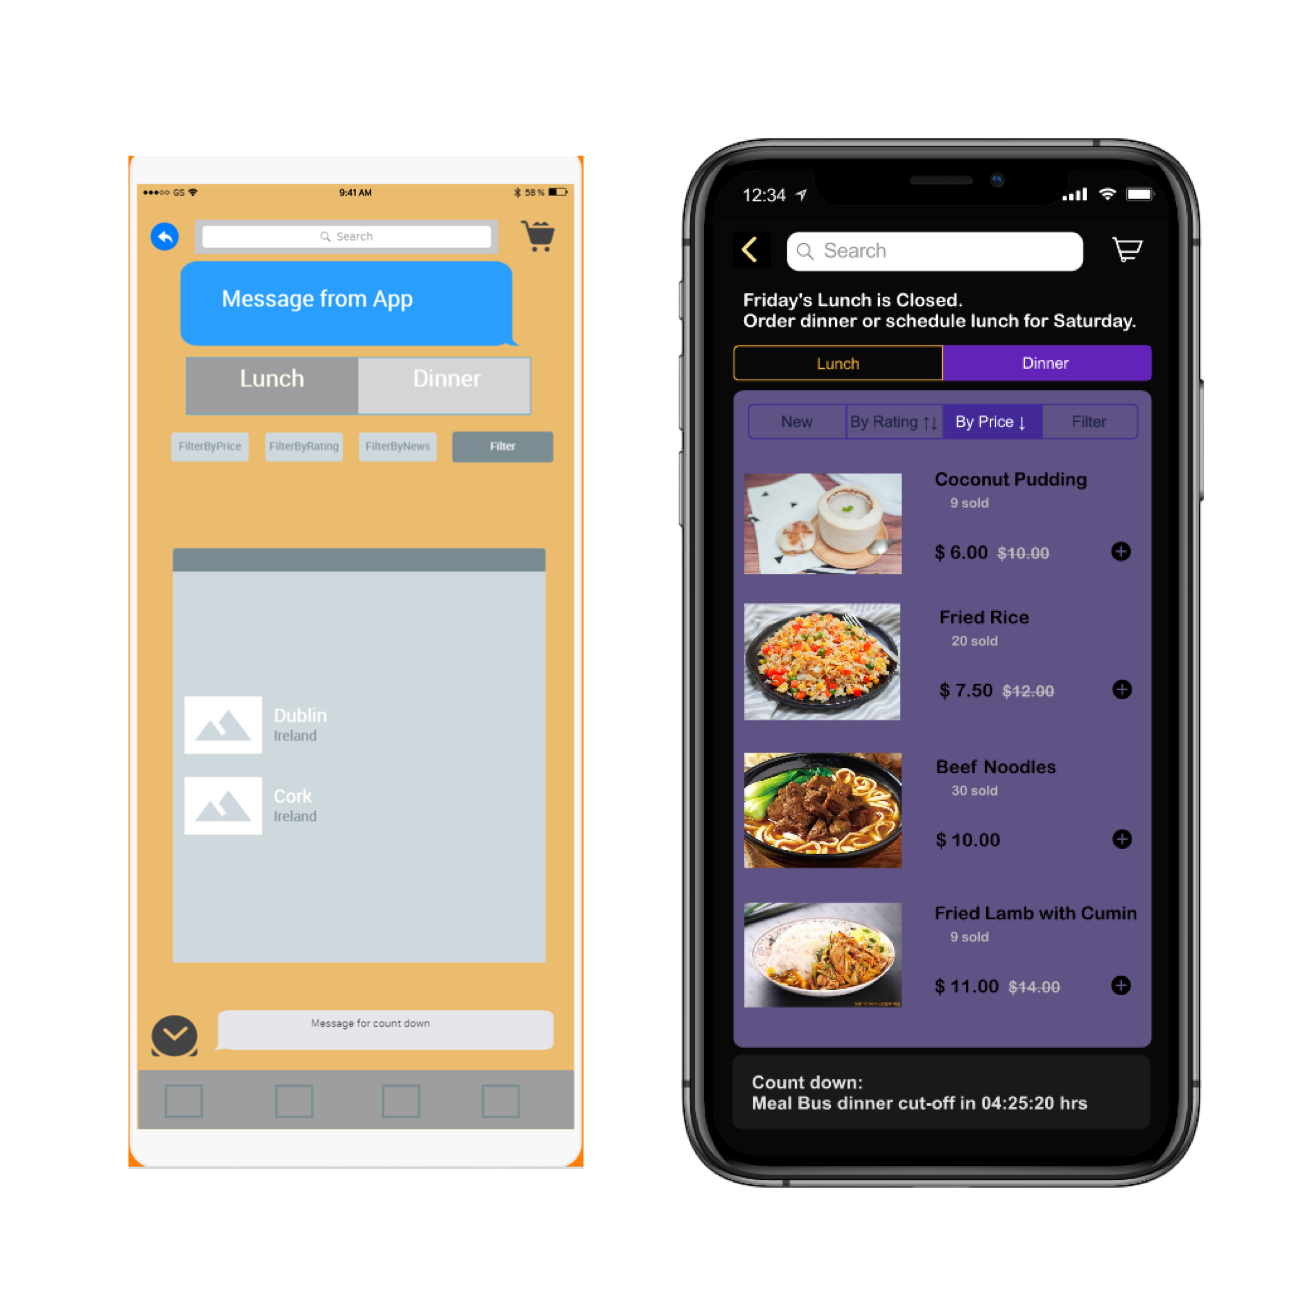 GS
9:41 AM
58 %
Search
Message from App
Lunch
Dinner
FilterByPrice
FilterByRating
FilterByNews
Filter
Dublin
Ireland
Cork
Ireland
Message for count down
12:34
Search
Friday's Lunch is Closed.
Order dinner or schedule lunch for Saturday.
Lunch
Dinner
New
By Rating ↑↓
By Price ↓
Filter
Coconut Pudding
9 sold
$ 6.00 $10.00
Fried Rice
20 sold
$ 7.50 $12.00
Beef Noodles
30 sold
$ 10.00
Fried Lamb with Cumin
9 sold
$ 11.00 $14.00
Count down:
Meal Bus dinner cut-off in 04:25:20 hrs